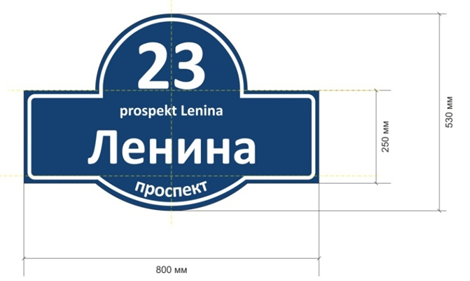 23
prospekt Lenina
Ленина
проспект
250 мм
530 мм
800 мм